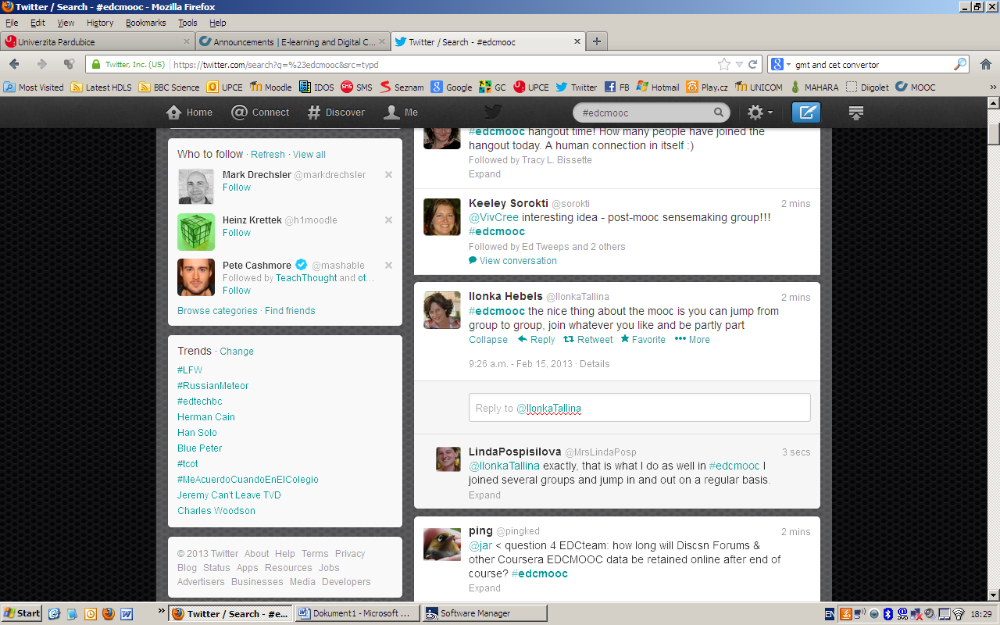 Twitter / Search - #edcmooc - Mozilla Firefox
File Edit View History Bookmarks Tools Help
Univerzita Pardubice
Announcements | E-learning and Digital C...
Twitter / Search - #edcmooc
Twitter, Inc. (US) https://twitter.com/search?q=%23edcmooc&src=typd
gmt and cet convertor
Most Visited Latest HDLS BBC Science UPCE Moodle IDOS SMS Seznam Google GC UPCE Twitter FB Hotmail Play.cz UNICOM MAHARA Diigolet MOOC
Home Connect Discover Me
#edcmooc
Who to follow · Refresh · View all
Mark Drechsler @markdrechsler
Follow
Heinz Krettek @h1moodle
Follow
Pete Cashmore @mashable
Followed by TeachThought and ot...
Follow
Browse categories · Find friends
Trends · Change
#LFW
#RussianMeteor
#edtechbc
Herman Cain
Han Solo
Blue Peter
#tcot
#MeAcuerdoCuandoEnElColegio
Jeremy Can't Leave TVD
Charles Woodson
© 2013 Twitter About Help Terms Privacy
Blog Status Apps Resources Jobs
Advertisers Businesses Media Developers
#edcmooc hangout time! How many people have joined the
hangout today. A human connection in itself :)
Followed by Tracy L. Bissette
Expand
Keeley Sorokti @sorokti 2 mins
@VivCree interesting idea - post-mooc sensemaking group!!!
#edcmooc
Followed by Ed Tweeps and 2 others
View conversation
Ilonka Hebels @IlonkaTallina 2 mins
#edcmooc the nice thing about the mooc is you can jump from
group to group, join whatever you like and be partly part
Collapse Reply Retweet Favorite More
9:26 a.m. - Feb 15, 2013 · Details
Reply to @IlonkaTallina
LindaPospisilova @MrsLindaPosp 3 secs
@IlonkaTallina exactly, that is what I do as well in #edcmooc I
joined several groups and jump in and out on a regular basis.
Expand
ping @pingked 2 mins
@jar < question 4 EDCteam: how long will Discsn Forums &
other Coursera EDCMOOC data be retained online after end of
course? #edcmooc
Expand
Start
Twitter / Search - #e...
Dokument1 - Microsoft ...
Software Manager
EN
18:29